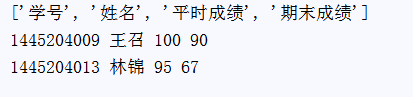 ['学号', '姓名', '平时成绩', '期末成绩']
1445204009 王召 100 90
1445204013 林锦 95 67